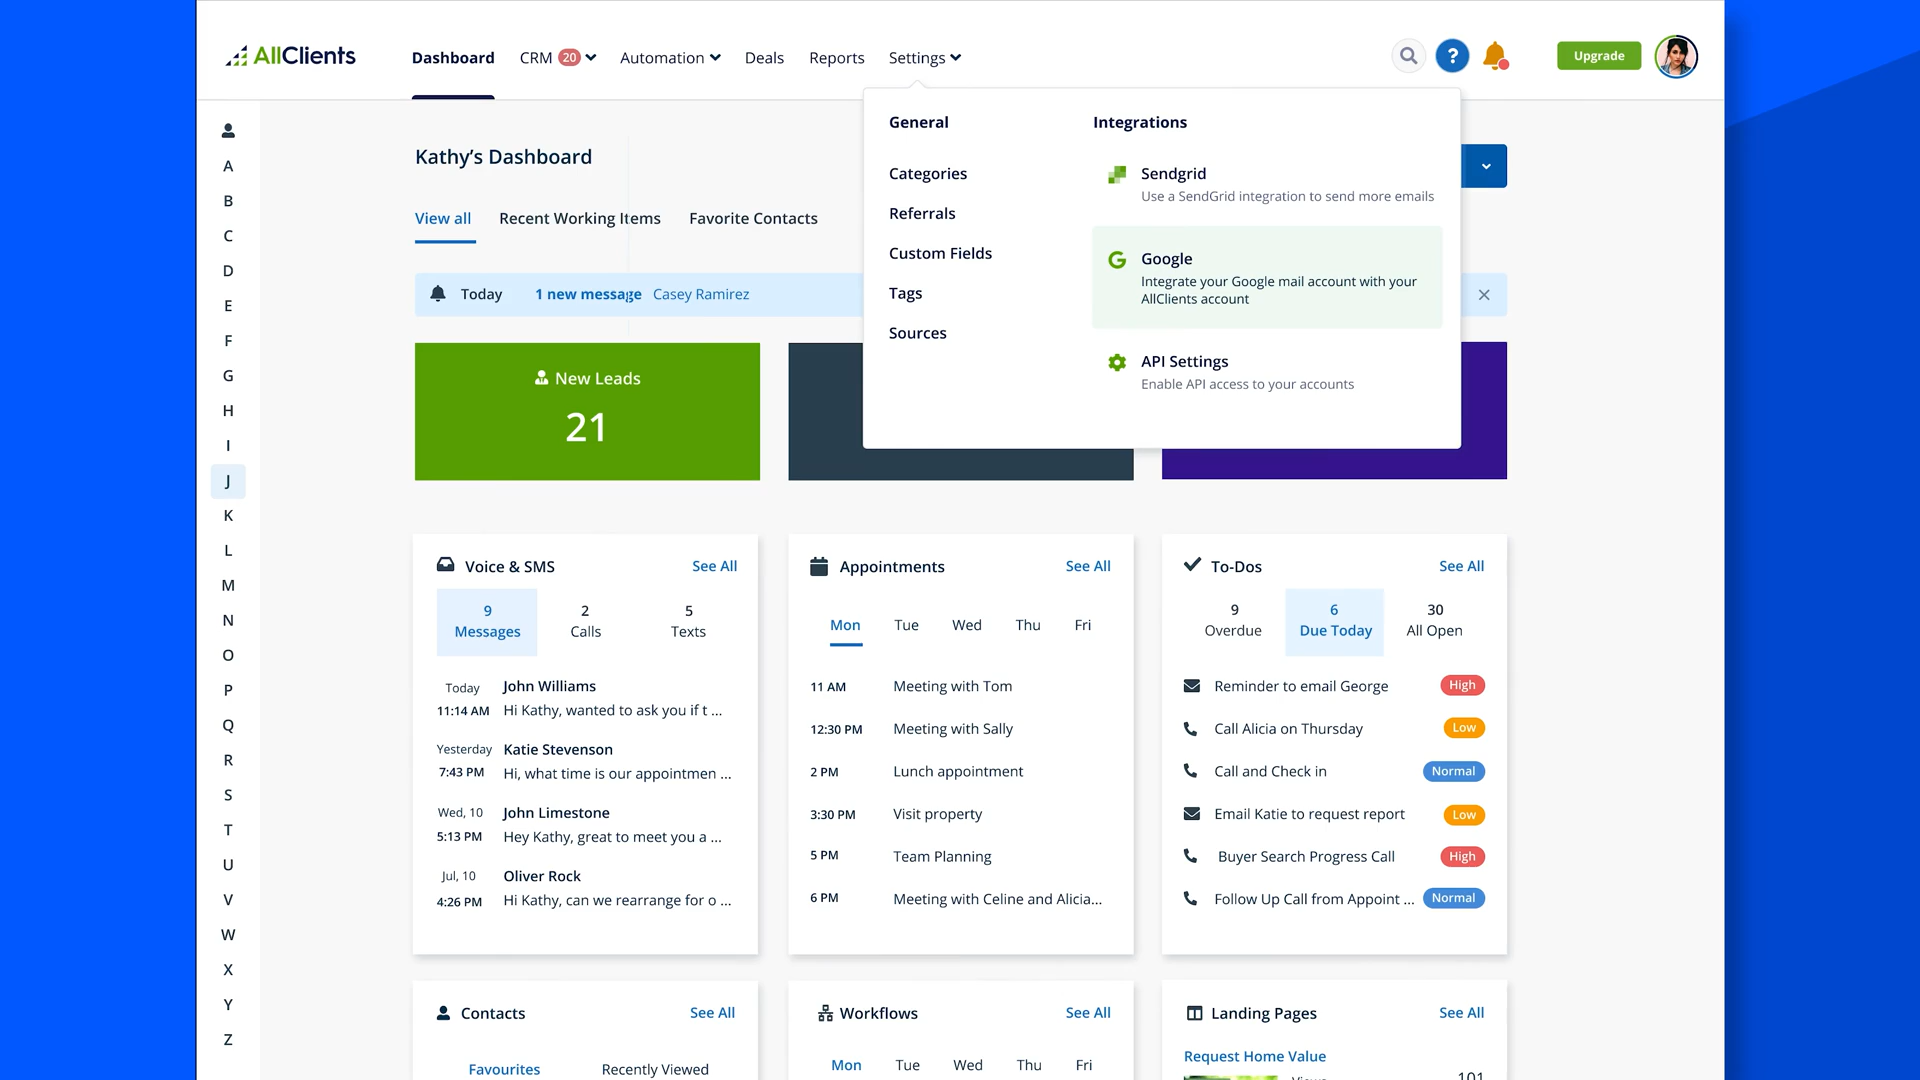 AllClients
Dashboard
CRM 20
Automation
Deals
Reports
Settings
?
Upgrade
General
Categories
Referrals
Custom Fields
Tags
Sources
Integrations
Sendgrid
Use a SendGrid integration to send more emails
Google
Integrate your Google mail account with your
AllClients account
API Settings
Enable API access to your accounts
A
B
C
D
E
F
G
H
I
J
K
L
M
N
O
P
Q
R
S
T
U
V
W
X
Y
Z
Kathy’s Dashboard
View all
Recent Working Items
Favorite Contacts
Today
1 new message Casey Ramirez
New Leads
21
Voice & SMS
See All
9
Messages
2
Calls
5
Texts
Today
John Williams
11:14 AM
Hi Kathy, wanted to ask you if t ...
Yesterday
Katie Stevenson
7:43 PM
Hi, what time is our appointmen ...
Wed, 10
John Limestone
5:13 PM
Hey Kathy, great to meet you a ...
Jul, 10
Oliver Rock
4:26 PM
Hi Kathy, can we rearrange for o ...
Appointments
See All
Mon
Tue
Wed
Thu
Fri
11 AM
Meeting with Tom
12:30 PM
Meeting with Sally
2 PM
Lunch appointment
3:30 PM
Visit property
5 PM
Team Planning
6 PM
Meeting with Celine and Alicia...
To-Dos
See All
9
Overdue
6
Due Today
30
All Open
Reminder to email George
High
Call Alicia on Thursday
Low
Call and Check in
Normal
Email Katie to request report
Low
Buyer Search Progress Call
High
Follow Up Call from Appoint ...
Normal
Contacts
See All
Favourites
Recently Viewed
Workflows
See All
Mon
Tue
Wed
Thu
Fri
Landing Pages
See All
Request Home Value
Views
101